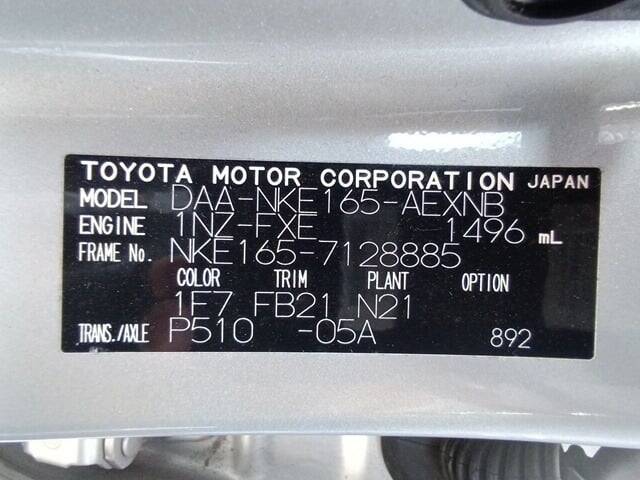 TOYOTA MOTOR CORPORATION JAPAN
MODEL DAA-NKE165-AEXNB
ENGINE 1NZ-FXE 1496 mL
FRAME No. NKE165-7128885
COLOR TRIM PLANT OPTION
1F7 FB21 N21
TRANS./AXLE P510 -05A 892